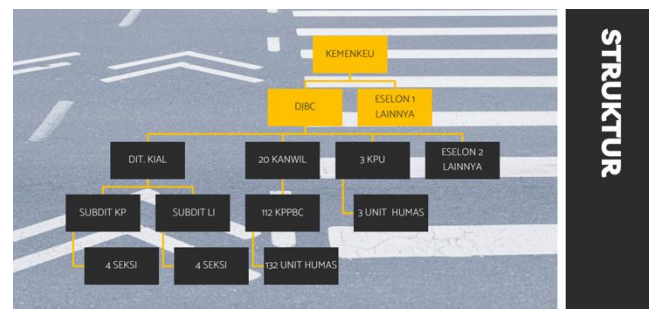 KEMENKEU
DJBC
ESELON 1
LAINNYA
DIT. KIAL
20 KANWIL
3 KPU
ESELON 2
LAINNYA
SUBDIT KP
SUBDIT LI
112 KPPBC
3 UNIT HUMAS
4 SEKSI
4 SEKSI
132 UNIT HUMAS
STRUKTUR